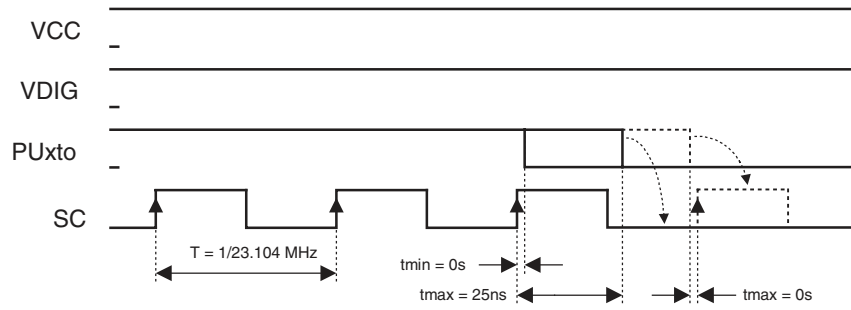 VCC
VDIG
PUxto
SC
T = 1/23.104 MHz
tmin = 0s
tmax = 25ns
tmax = 0s